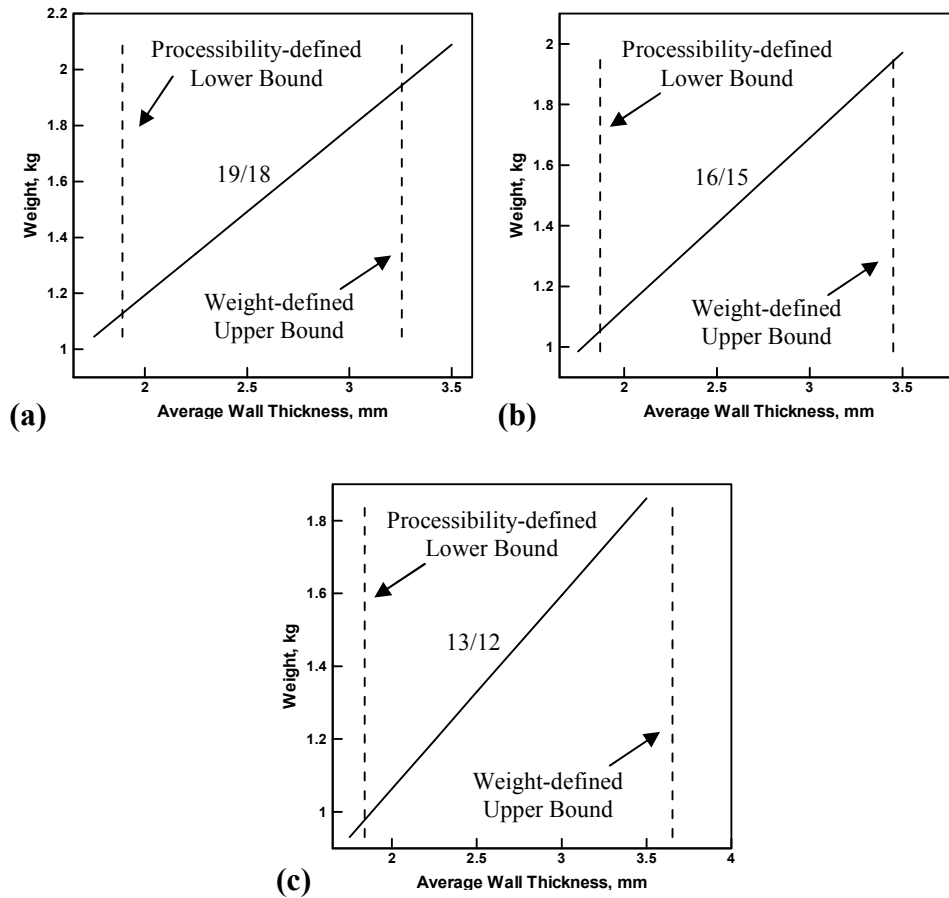 2.2
2
1.8
1.6
1.4
1.2
1
Weight, kg
Processibility-defined
Lower Bound
19/18
Weight-defined
Upper Bound
2
2.5
3
3.5
Average Wall Thickness, mm
(a)
2
1.8
1.6
1.4
1.2
1
Weight, kg
Processibility-defined
Lower Bound
16/15
Weight-defined
Upper Bound
2
2.5
3
3.5
Average Wall Thickness, mm
(b)
1.8
1.6
1.4
1.2
1
Weight, kg
Processibility-defined
Lower Bound
13/12
Weight-defined
Upper Bound
2
2.5
3
3.5
4
Average Wall Thickness, mm
(c)